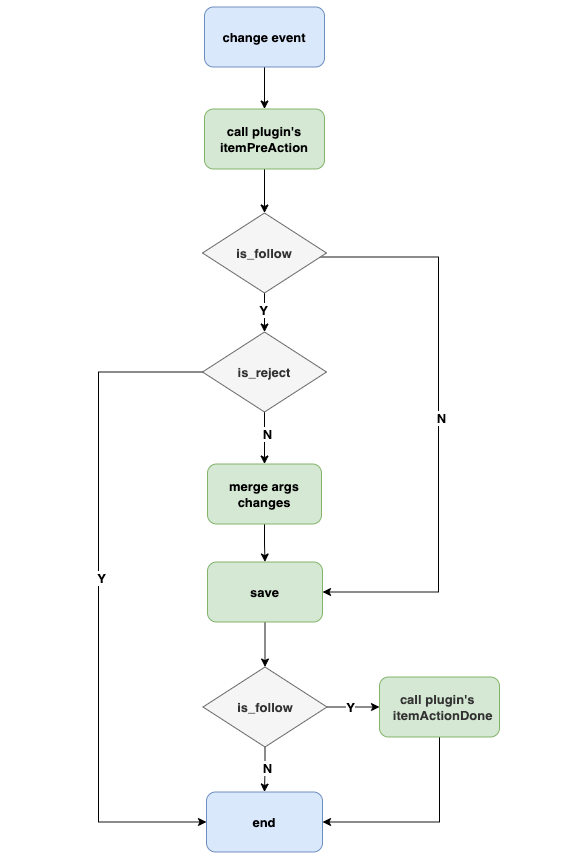 change event
call plugin's
itemPreAction
is_follow
Y
is_reject
N
N
merge args
changes
Y
save
is_follow
Y
call plugin's
itemActionDone
N
end